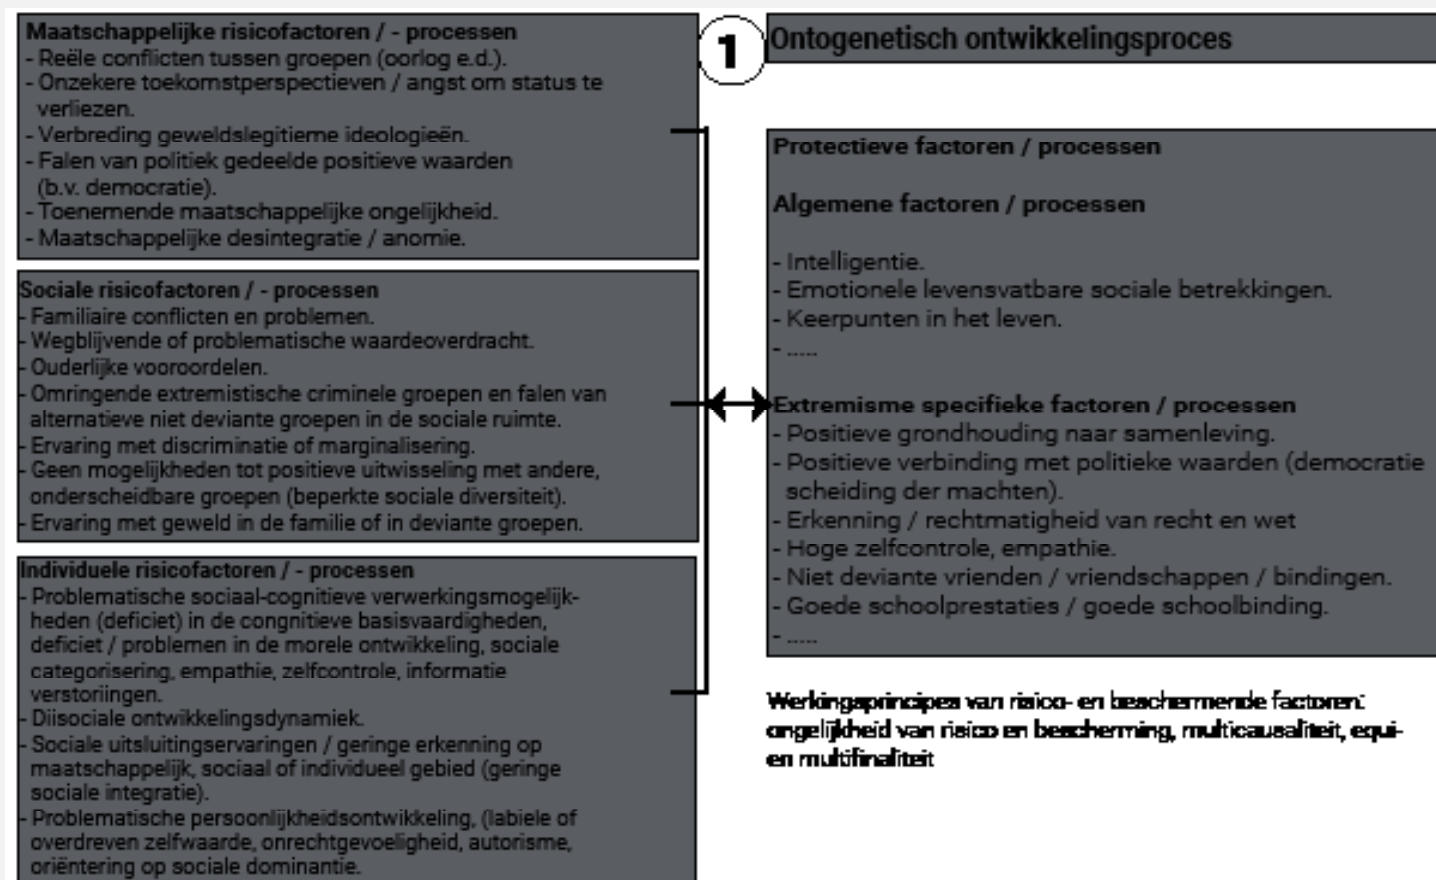 Maatschappelijke risicofactoren / - processen
- Reële conflicten tussen groepen (oorlog e.d.).
- Onzekere toekomstperspectieven / angst om status te
verliezen.
- Verbreding geweldslegitieme ideologieën.
- Falen van politiek gedeelde positieve waarden
(b.v. democratie).
- Toenemende maatschappelijke ongelijkheid.
- Maatschappelijke desintegratie / anomie.
Sociale risicofactoren / - processen
- Familiaire conflicten en problemen.
- Wegblijvende of problematische waardeoverdracht.
- Ouderlijke vooroordelen.
- Omringende extremistische criminele groepen en falen van
alternatieve niet deviante groepen in de sociale ruimte.
- Ervaring met discriminatie of marginalisering.
- Geen mogelijkheden tot positieve uitwisseling met andere,
onderscheidbare groepen (beperkte sociale diversiteit).
- Ervaring met geweld in de familie of in deviante groepen.
Individuele risicofactoren / - processen
- Problematische sociaal-cognitieve verwerkingsmogelijk-
heden (deficiet) in de congnitieve basisvaardigheden,
deficiet / problemen in de morele ontwikkeling, sociale
categorisering, empathie, zelfcontrole, informatie
verstoriingen.
- Diisociale ontwikkelingsdynamiek.
- Sociale uitsluitingservaringen / geringe erkenning op
maatschappelijk, sociaal of individueel gebied (geringe
sociale integratie).
- Problematische persoonlijkheidsontwikkeling, (labiele of
overdreven zelfwaarde, onrechtgevoeligheid, autorisme,
oriëntering op sociale dominantie.
1
Ontogenetisch ontwikkelingsproces
Protectieve factoren / processen
Algemene factoren / processen
- Intelligentie.
- Emotionele levensvatbare sociale betrekkingen.
- Keerpunten in het leven.
- .....
Extremisme specifieke factoren / processen
- Positieve grondhouding naar samenleving.
- Positieve verbinding met politieke waarden (democratie
scheiding der machten).
- Erkenning / rechtmatigheid van recht en wet
- Hoge zelfcontrole, empathie.
- Niet deviante vrienden / vriendschappen / bindingen.
- Goede schoolprestaties / goede schoolbinding.
- .....
Werkingsprincipes van risico- en beschermende factoren:
ongelijkheid van risico en bescherming, multicausaliteit, equi-
en multifinaliteit